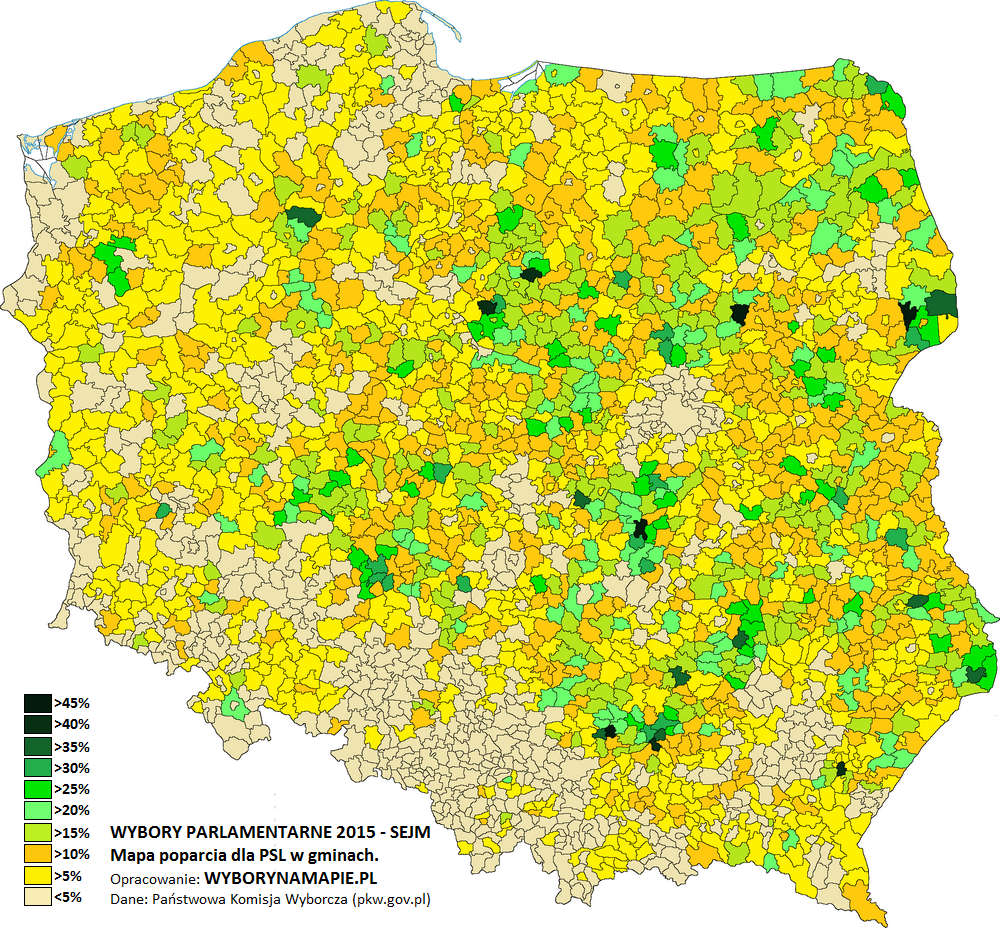 >45%
>40%
>35%
>30%
>25%
>20%
>15%
>10%
>5%
<5%
WYBORY PARLAMENTARNE 2015 - SEJM
Mapa poparcia dla PSL w gminach.
Opracowanie: WYBORYNAMAPIE.PL
Dane: Państwowa Komisja Wyborcza (pkw.gov.pl)